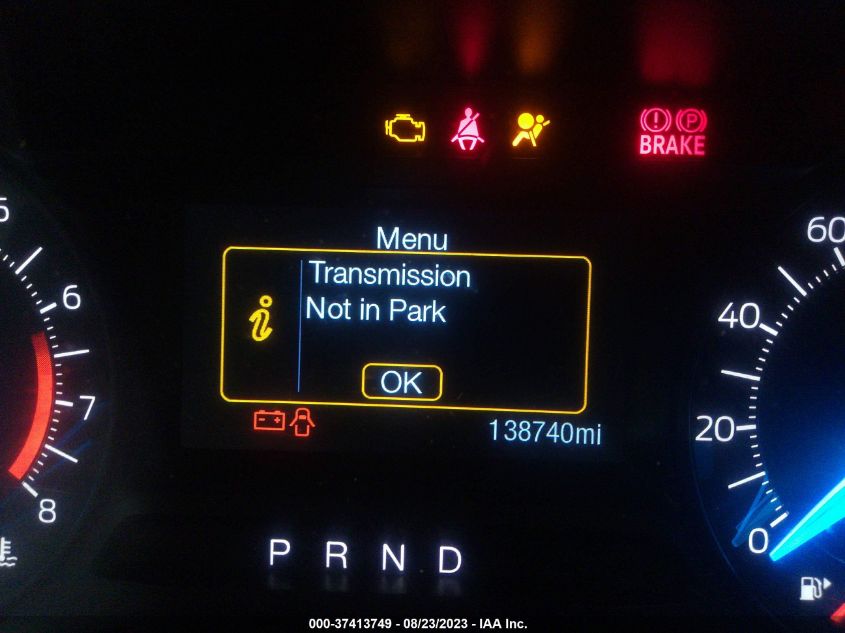 BRAKE
Menu
Transmission
Not in Park
OK
138740mi
6
7
8
60
40
20
0
P R N D
000-37413749 - 08/23/2023 - IAA Inc.